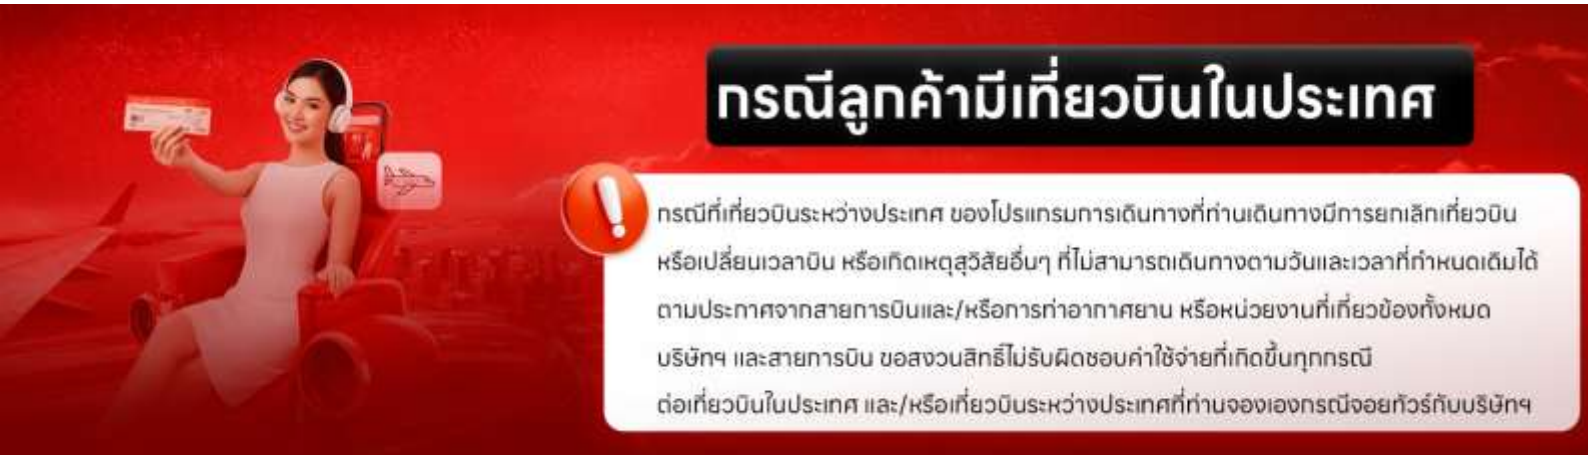 กรณีลูกค้ามีเที่ยวบินในประเทศ
กรณีที่เที่ยวบินระหว่างประเทศ ของโปรแกรมการเดินทางที่ท่านเดินทางมีการยกเลิกเที่ยวบิน
หรือเปลี่ยนเวลาบิน หรือเกิดเหตุสุวิสัยอื่นๆ ที่ไม่สามารถเดินทางตามวันและเวลาที่กำหนดเดิมได้
ตามประกาศจากสายการบินและ/หรือการท่าอากาศยาน หรือหน่วยงานที่เกี่ยวข้องทั้งหมด
บริษัทฯ และสายการบิน ขอสงวนสิทธิ์ไม่รับผิดชอบค่าใช้จ่ายที่เกิดขึ้นทุกกรณี
ต่อเที่ยวบินในประเทศ และ/หรือเที่ยวบินระหว่างประเทศที่ท่านจองเองกรณีจอยทัวร์กับบริษัทฯ